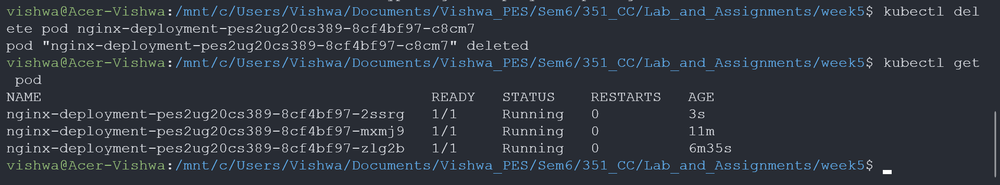 vishwa@Acer-Vishwa:/mnt/c/Users/Vishwa/Documents/Vishwa_PES/Sem6/351_CC/Lab_and_Assignments/week5$ kubectl del
ete pod nginx-deployment-pes2ug20cs389-8cf4bf97-c8cm7
pod "nginx-deployment-pes2ug20cs389-8cf4bf97-c8cm7" deleted
vishwa@Acer-Vishwa:/mnt/c/Users/Vishwa/Documents/Vishwa_PES/Sem6/351_CC/Lab_and_Assignments/week5$ kubectl get
 pod
NAME                                            READY   STATUS    RESTARTS   AGE
nginx-deployment-pes2ug20cs389-8cf4bf97-2ssrg   1/1     Running   0          3s
nginx-deployment-pes2ug20cs389-8cf4bf97-mxmj9   1/1     Running   0          11m
nginx-deployment-pes2ug20cs389-8cf4bf97-zlg2b   1/1     Running   0          6m35s
vishwa@Acer-Vishwa:/mnt/c/Users/Vishwa/Documents/Vishwa_PES/Sem6/351_CC/Lab_and_Assignments/week5$